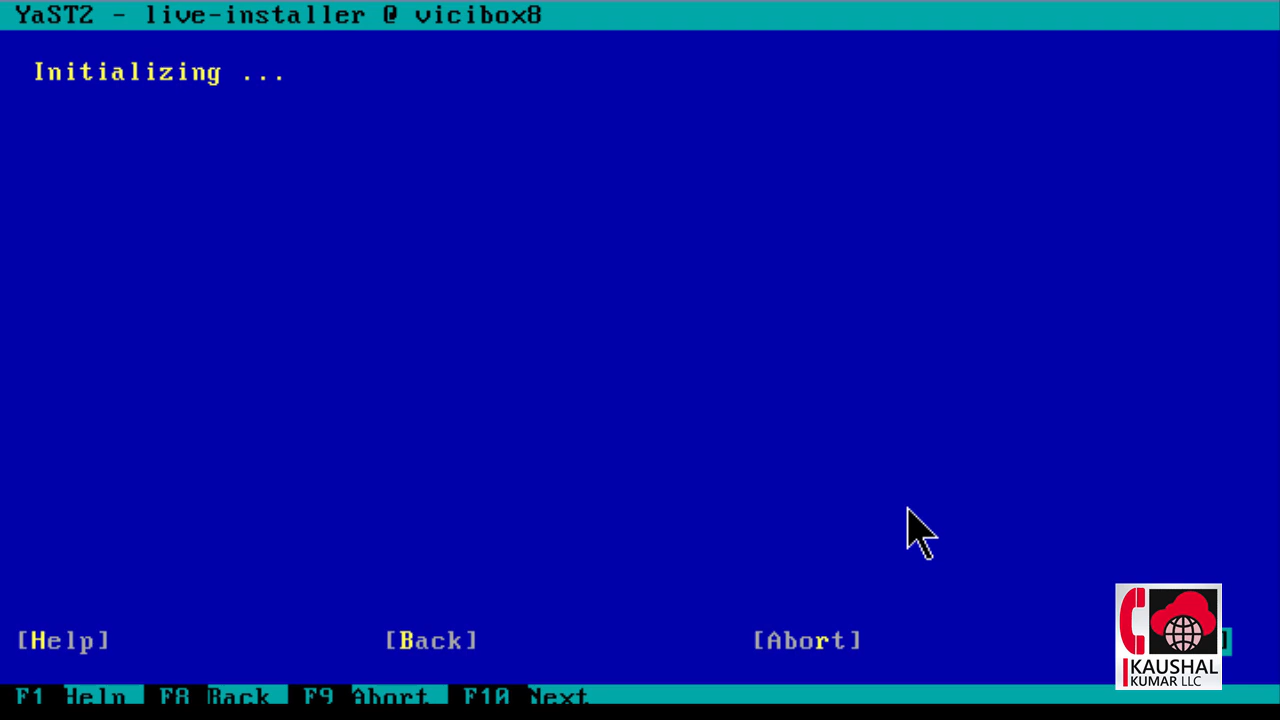 YaST2 - live-installer @ vicibox8
Initializing ...
[Help] [Back] [Abort]
F1 Help F8 Back F9 Abort F10 Next
KAUSHAL
KUMAR LLC